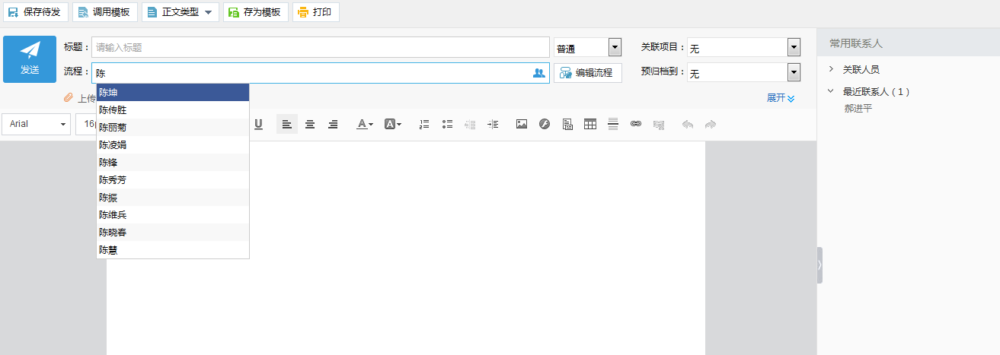 保存待发 调用模板 正文类型 存为模板 打印
发送
标题： 请输入标题 普通 关联项目： 无
流程： 陈 编辑流程 预归档到： 无
上传
展开
陈坤
陈传胜
陈丽菊
陈凌娟
陈锋
陈秀芳
陈振
陈维兵
陈晓春
陈慧
Arial 16 U A A
常用联系人
关联人员
最近联系人（1）
郝进平